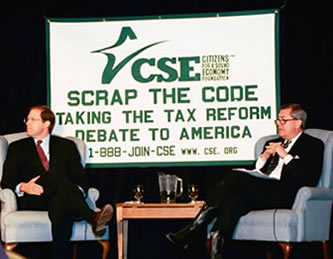 CSE CITIZENS
FOR A SOUND
ECONOMY
FOUNDATION
SCRAP THE CODE
TAKING THE TAX REFORM
DEBATE TO AMERICA
1-888-JOIN-CSE WWW.CSE.ORG